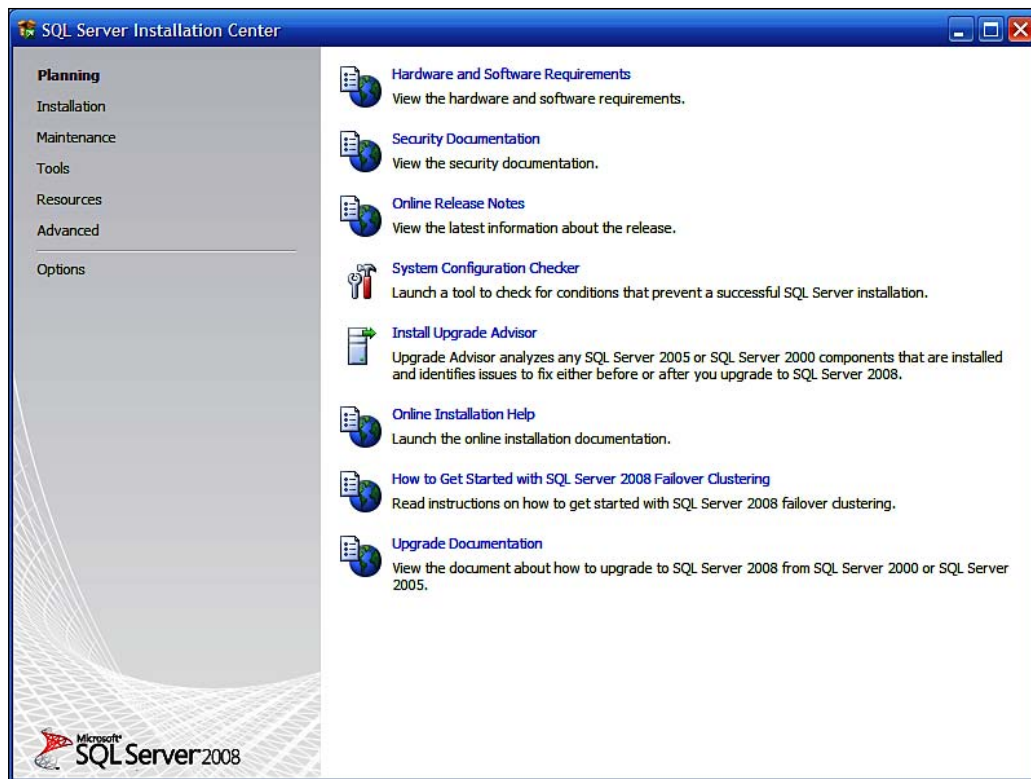 SQL Server Installation Center
Planning
Installation
Maintenance
Tools
Resources
Advanced
Options
Hardware and Software Requirements
View the hardware and software requirements.
Security Documentation
View the security documentation.
Online Release Notes
View the latest information about the release.
System Configuration Checker
Launch a tool to check for conditions that prevent a successful SQL Server installation.
Install Upgrade Advisor
Upgrade Advisor analyzes any SQL Server 2005 or SQL Server 2000 components that are installed
and identifies issues to fix either before or after you upgrade to SQL Server 2008.
Online Installation Help
Launch the online installation documentation.
How to Get Started with SQL Server 2008 Failover Clustering
Read instructions on how to get started with SQL Server 2008 failover clustering.
Upgrade Documentation
View the document about how to upgrade to SQL Server 2008 from SQL Server 2000 or SQL Server
2005.
Microsoft
SQL Server 2008